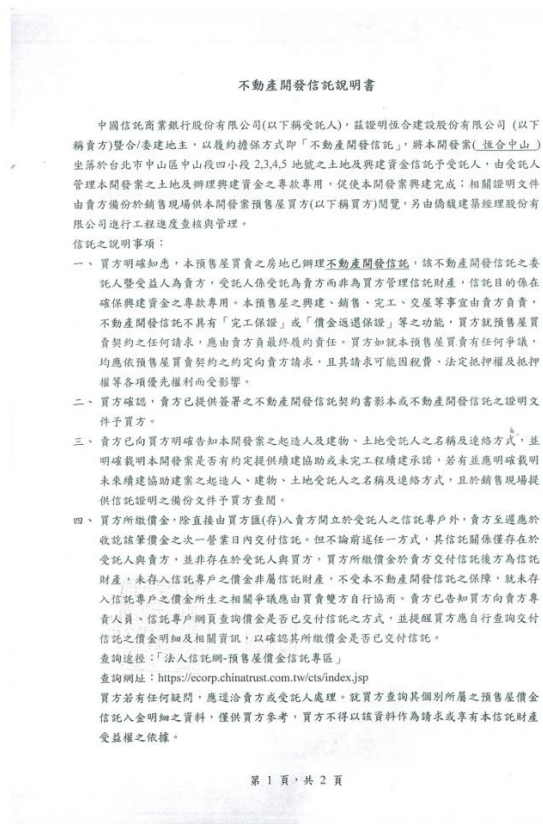 不動產開發信託說明書
中國信託商業銀行股份有限公司(以下稱受託人)，茲證明恆合建設股份有限公司 (以下
稱賣方)暨合/委建地主，以履約擔保方式即「不動產開發信託」，將本開發案( 恆合中山 )
坐落於台北市中山區中山段四小段 2,3,4,5 地號之土地及興建資金信託予受託人，由受託人
管理本開發案之土地及辦理興建資金之專款專用，促使本開發案興建完成；相關證明文件
由賣方備份於銷售現場供本開發案預售屋買方(以下稱買方)閱覽，另由僑馥建築經理股份有
限公司進行工程進度查核與管理。
信託之說明事項：
一、買方明確知悉，本預售屋買賣之房地已辦理不動產開發信託，該不動產開發信託之委
託人暨受益人為賣方，受託人係受託為賣方而非為買方管理信託財產，信託目的係在
確保興建資金之專款專用。本預售屋之興建、銷售、完工、交屋等事宜由賣方負責，
不動產開發信託不具有「完工保證」或「價金返還保證」等之功能，買方就預售屋買
賣契約之任何請求，應由賣方負最終履約責任。買方如就本預售屋買賣有任何爭議，
均應依預售屋買賣契約之約定向賣方請求，且其請求可能因稅費、法定抵押權及抵押
權等各項優先權利而受影響。
二、買方確認，賣方已提供簽署之不動產開發信託契約書影本或不動產開發信託之證明文
件予買方。
三、賣方已向買方明確告知本開發案之起造人及建物、土地受託人之名稱及連絡方式，並
明確載明本開發案是否有約定提供續建協助或未完工程續建承諾，若有並應明確載明
未來續建協助建案之起造人、建物、土地受託人之名稱及連絡方式，且於銷售現場提
供信託證明之備份文件予買方查閱。
四、買方所繳價金，除直接由買方匯(存)入賣方開立於受託人之信託專戶外，賣方至遲應於
收訖該筆價金之次一營業日內交付信託。但不論前述任一方式，其信託關係僅存在於
受託人與賣方，並非存在於受託人與買方，買方所繳價金於賣方交付信託後方為信託
財產，未存入信託專戶之價金非屬信託財產，不受本不動產開發信託之保障，就未存
入信託專戶之價金所生之相關爭議應由買賣雙方自行協商。賣方已告知買方向賣方專
責人員、信託專戶網頁查詢價金是否已交付信託之方式，並提醒買方應自行查詢交付
信託之價金明細及相關資訊，以確認其所繳價金是否已交付信託。
查詢途徑：「法人信託網-預售屋價金信託專區」
查詢網址：https://ecorp.chinatrust.com.tw/cts/index.jsp
買方若有任何疑問，應逕洽賣方或受託人處理。就買方查詢其個別所屬之預售屋價金
信託入金明細之資料，僅供買方參考，買方不得以該資料作為請求或享有本信託財產
受益權之依據。
第 1 頁，共 2 頁